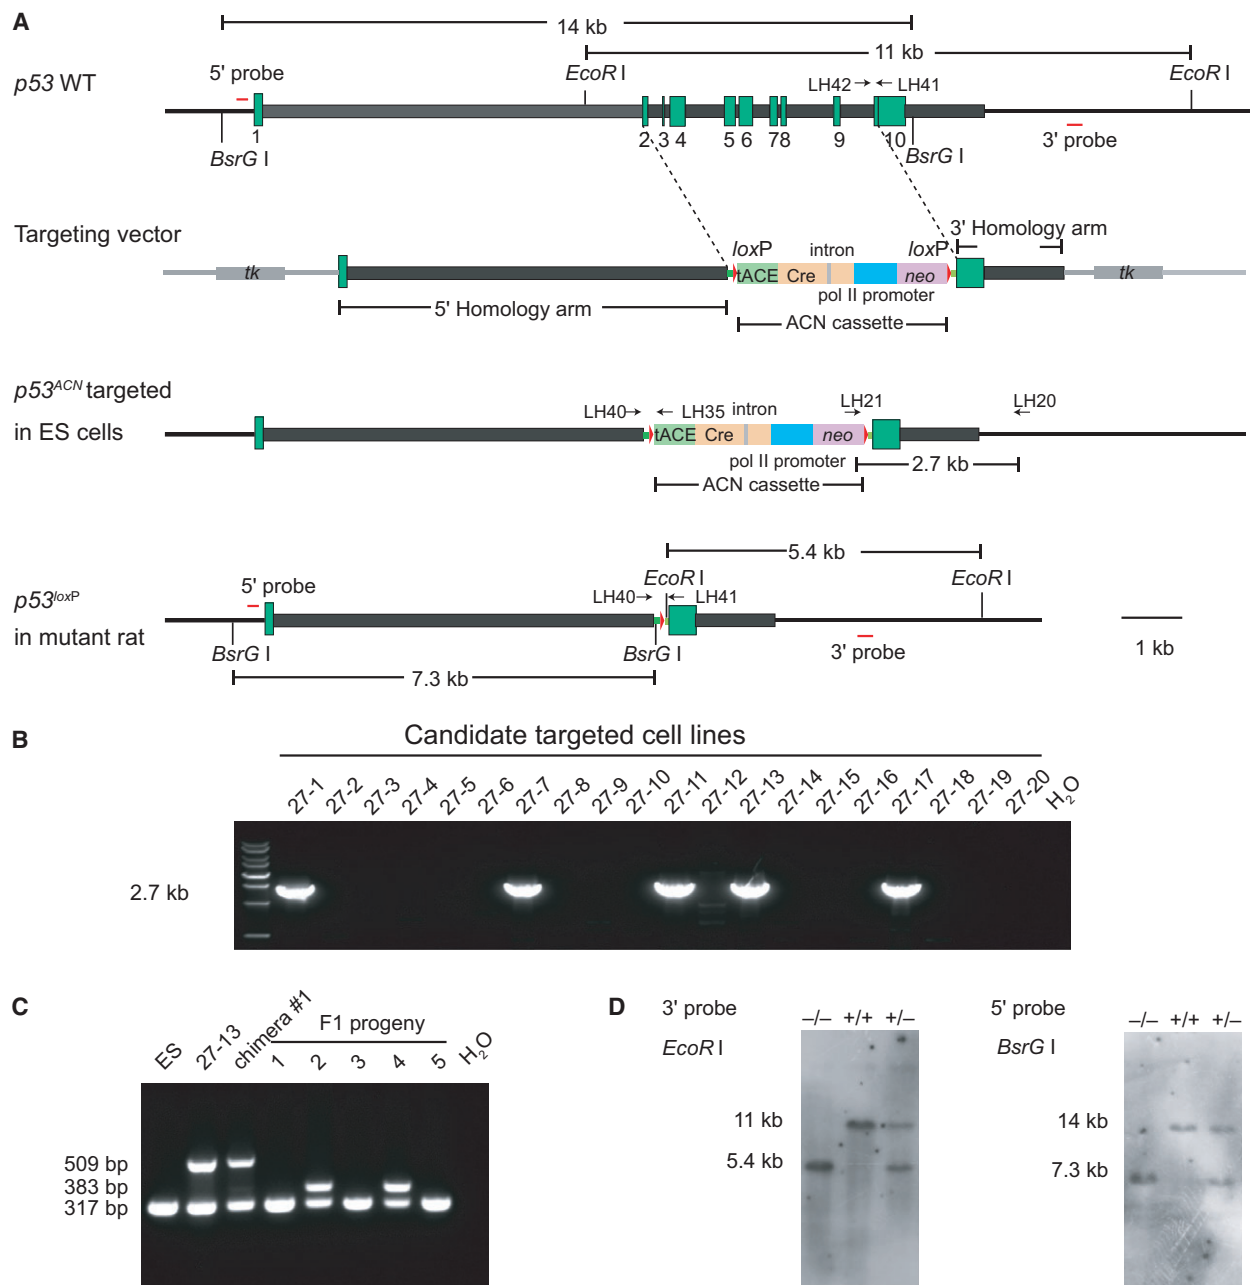 A
14 kb
11 kb
p53 WT
5' probe
EcoR I
LH42
LH41
EcoR I
1
2 3 4 5 6 7 8 9 10
3' probe
BsrG I
BsrG I
Targeting vector
3' Homology arm
loxP
intron
loxP
tk
tACE
Cre
neo
tk
pol II promoter
5' Homology arm
ACN cassette
p53ACN targeted
in ES cells
LH40
LH35
intron
LH21
LH20
tACE
Cre
neo
pol II promoter
2.7 kb
ACN cassette
5.4 kb
5' probe
EcoR I
EcoR I
p53loxP
in mutant rat
LH40
LH41
BsrG I
BsrG I
3' probe
1 kb
7.3 kb
B
Candidate targeted cell lines
27-1 27-2 27-3 27-4 27-5 27-6 27-7 27-8 27-9 27-10 27-11 27-12 27-13 27-14 27-15 27-16 27-17 27-18 27-19 27-20 H2O
2.7 kb
C
F1 progeny
ES 27-13 chimera #1 1 2 3 4 5 H2O
509 bp
383 bp
317 bp
D
3' probe
–/– +/+ +/–
EcoR I
11 kb
5.4 kb
5' probe
–/– +/+ +/–
BsrG I
14 kb
7.3 kb